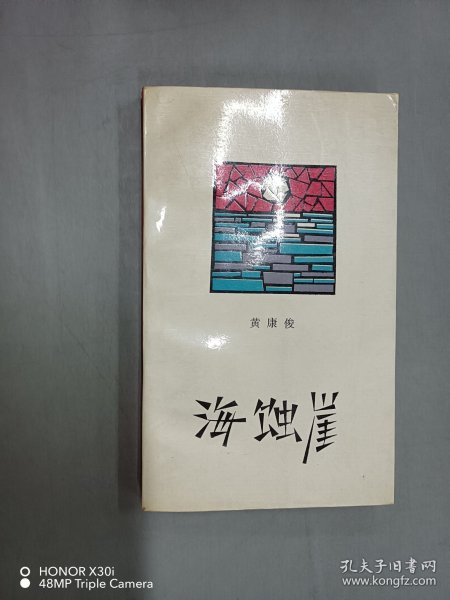 黄康俊
海蚀崖
HONOR X30i
48MP Triple Camera
孔夫子旧书网
www.kongfz.com